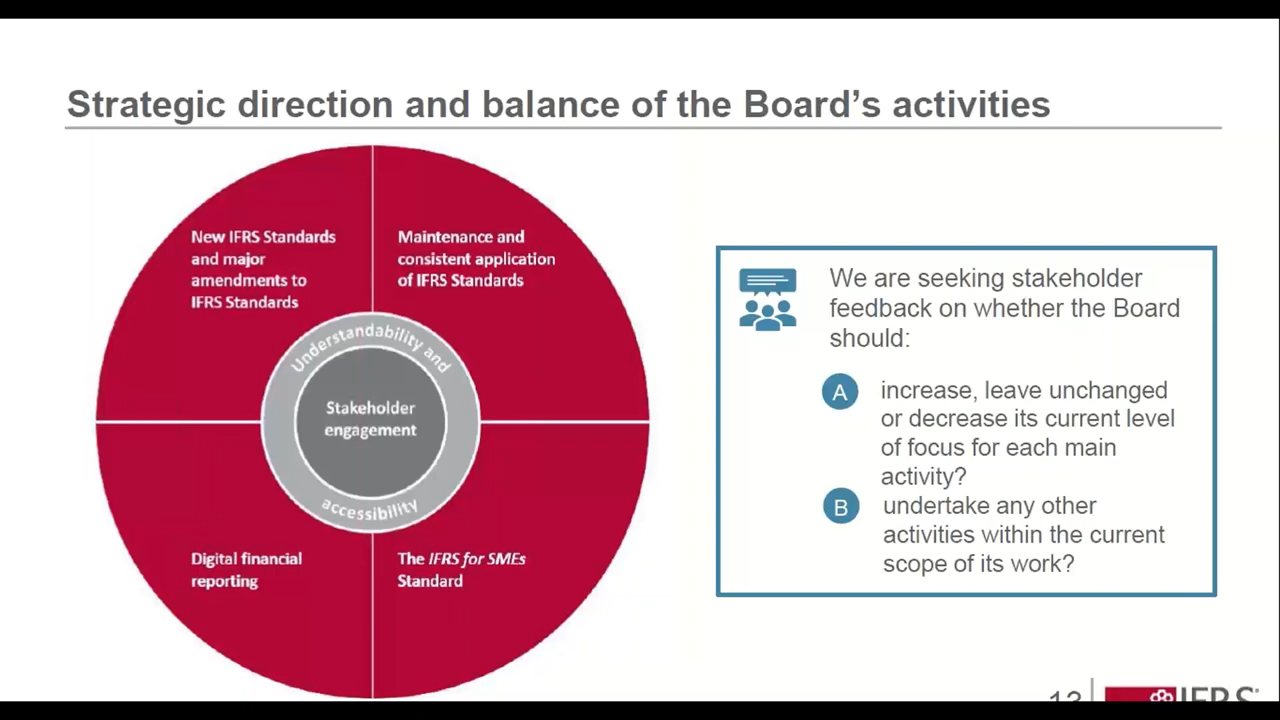 Strategic direction and balance of the Board’s activities
New IFRS Standards
and major
amendments to
IFRS Standards
Maintenance and
consistent application
of IFRS Standards
Understandability and
accessibility
Stakeholder
engagement
Digital financial
reporting
The IFRS for SMEs
Standard
We are seeking stakeholder
feedback on whether the Board
should:
A increase, leave unchanged
or decrease its current level
of focus for each main
activity?
B undertake any other
activities within the current
scope of its work?
IFRS